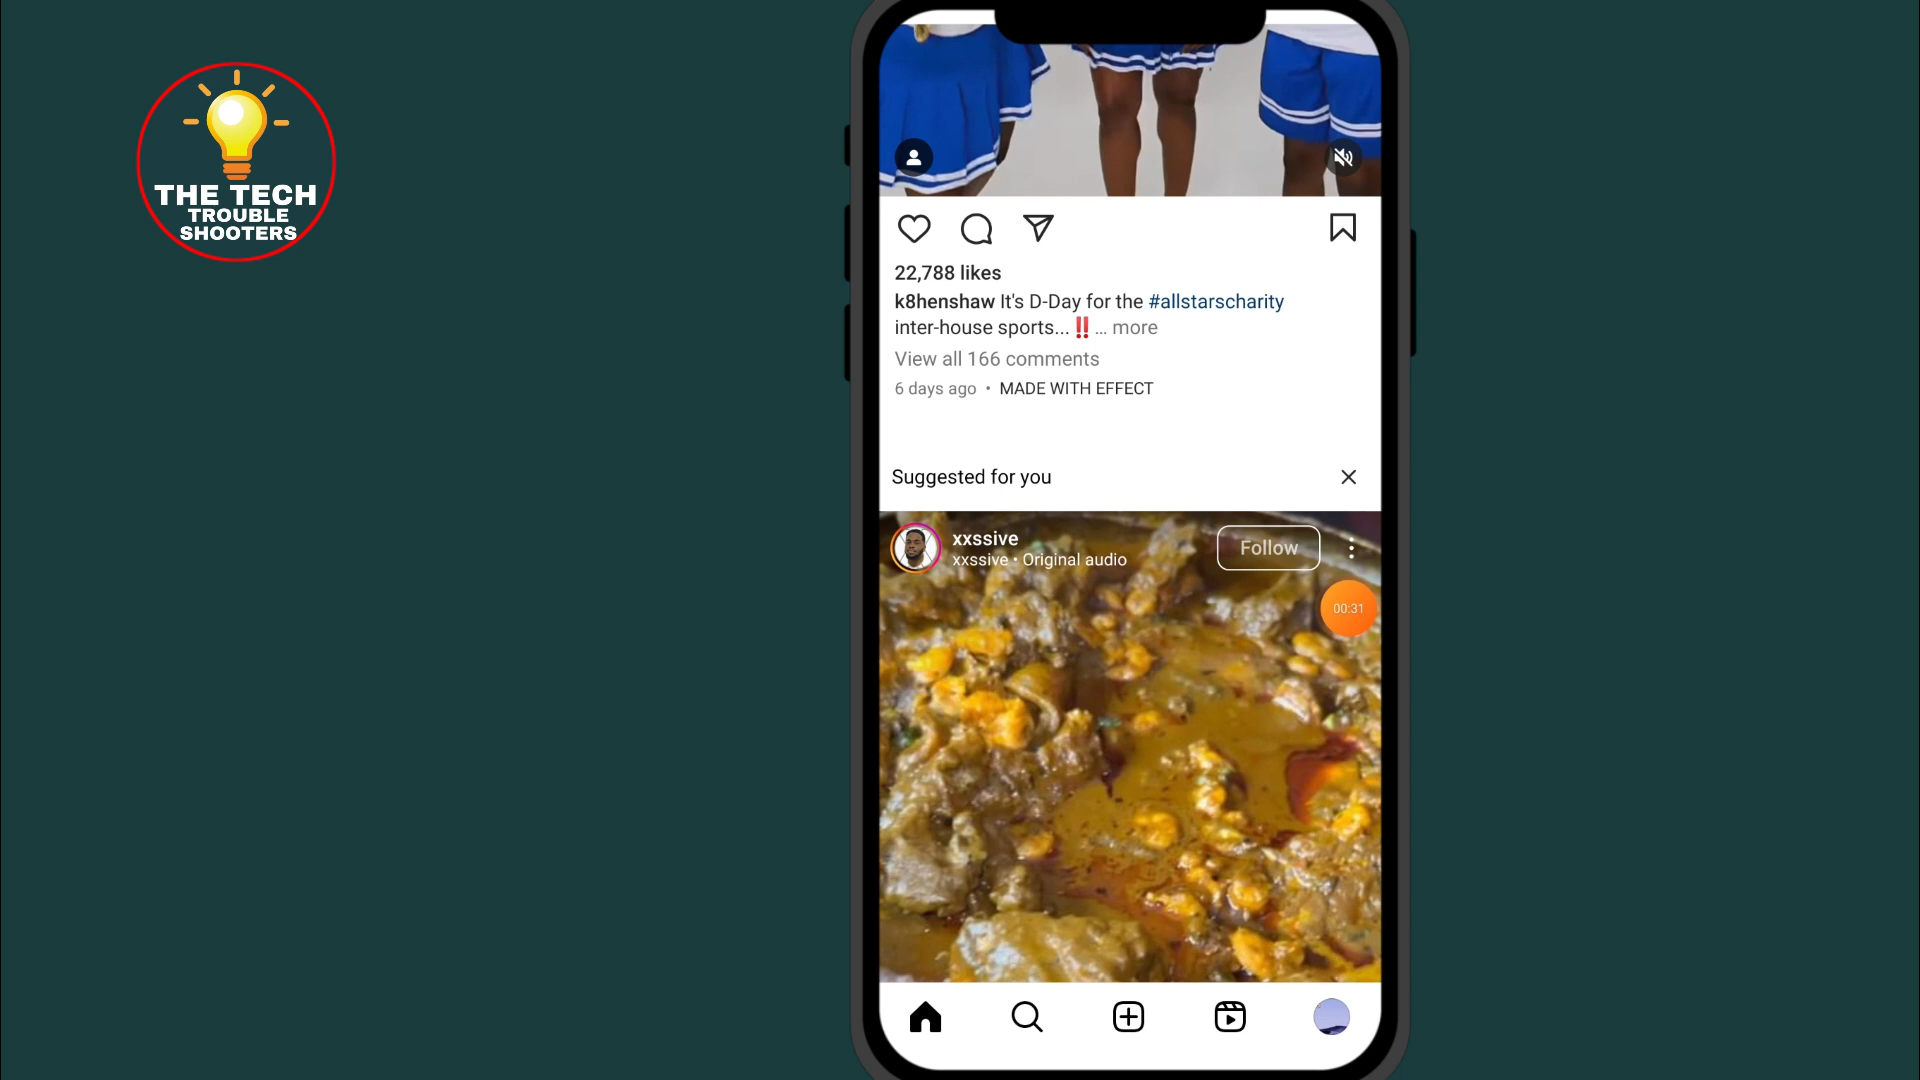 THE TECH
TROUBLE
SHOOTERS
22,788 likes
k8henshaw It's D-Day for the #allstarscharity
inter-house sports...‼️ ... more
View all 166 comments
6 days ago • MADE WITH EFFECT
Suggested for you
xxssive
xxssive • Original audio
Follow
00:31